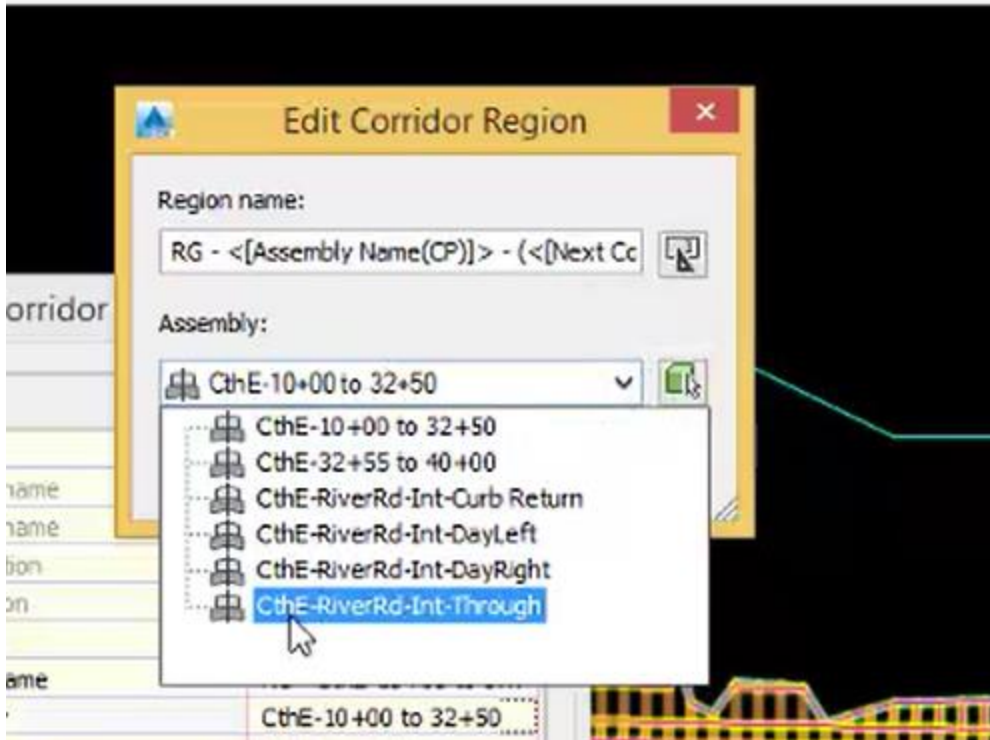 Edit Corridor Region
Region name:
RG - <[Assembly Name(CP)]> - (<[Next Cc
orridor
Assembly:
CthE-10+00 to 32+50
CthE-10+00 to 32+50
CthE-32+55 to 40+00
CthE-RiverRd-Int-Curb Return
CthE-RiverRd-Int-DayLeft
CthE-RiverRd-Int-DayRight
CthE-RiverRd-Int-Through
name
name
ion
on
ame
CthE-10+00 to 32+50